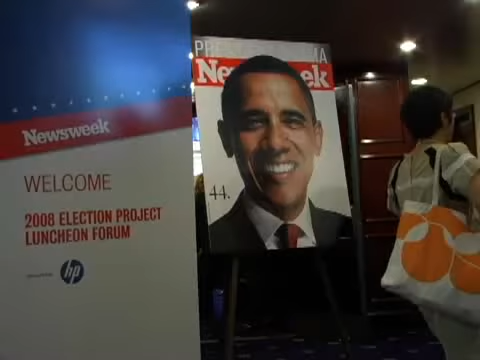 Newsweek
WELCOME
2008 ELECTION PROJECT
LUNCHEON FORUM
hp
Newsweek
44.